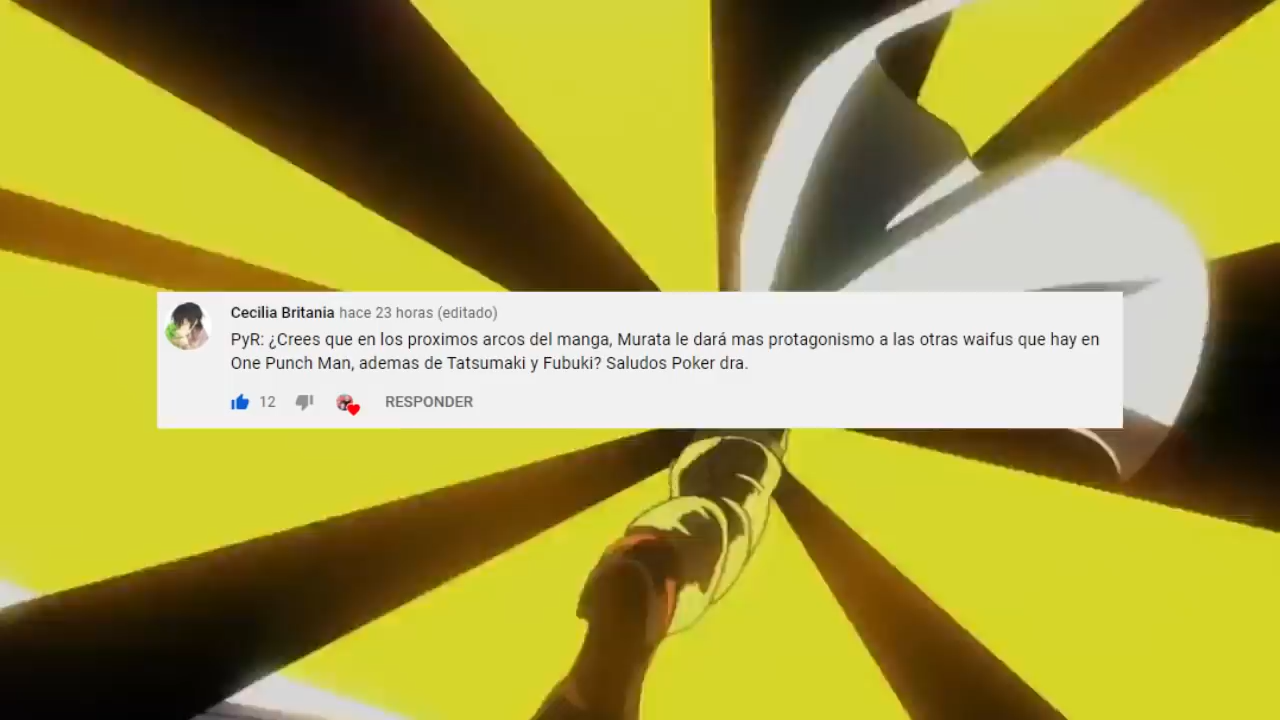 Cecilia Britania hace 23 horas (editado)
PyR: ¿Crees que en los proximos arcos del manga, Murata le dará mas protagonismo a las otras waifus que hay en
One Punch Man, ademas de Tatsumaki y Fubuki? Saludos Poker dra.
12 RESPONDER